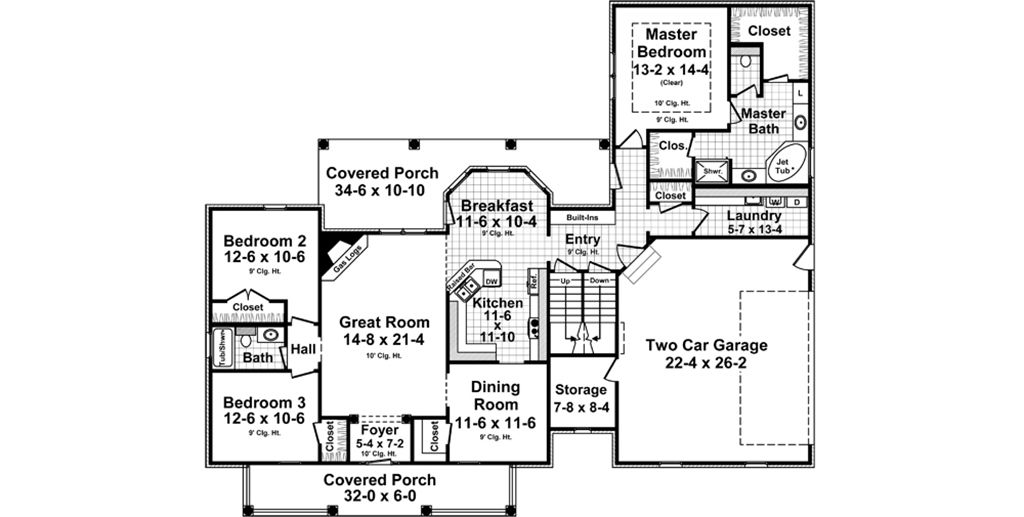 Master
Bedroom
13-2 x 14-4
(Clear)
10' Clg. Ht.
9' Clg. Ht.
Closet
L
Master
Bath
Jet
Tub
Clos.
Shwr.
Closet
W
D
Laundry
5-7 x 13-4
Covered Porch
34-6 x 10-10
Breakfast
11-6 x 10-4
9' Clg. Ht.
Built-Ins
Entry
9' Clg. Ht.
Bedroom 2
12-6 x 10-6
9' Clg. Ht.
Gas Logs
Closet
Raised Bar
DW
Ref.
Up
Down
Kitchen
11-6
x
11-10
Great Room
14-8 x 21-4
10' Clg. Ht.
Tub/Shwr.
Bath
Hall
Two Car Garage
22-4 x 26-2
Bedroom 3
12-6 x 10-6
9' Clg. Ht.
Closet
Foyer
5-4 x 7-2
10' Clg. Ht.
Closet
Dining
Room
11-6 x 11-6
9' Clg. Ht.
Storage
7-8 x 8-4
Covered Porch
32-0 x 6-0